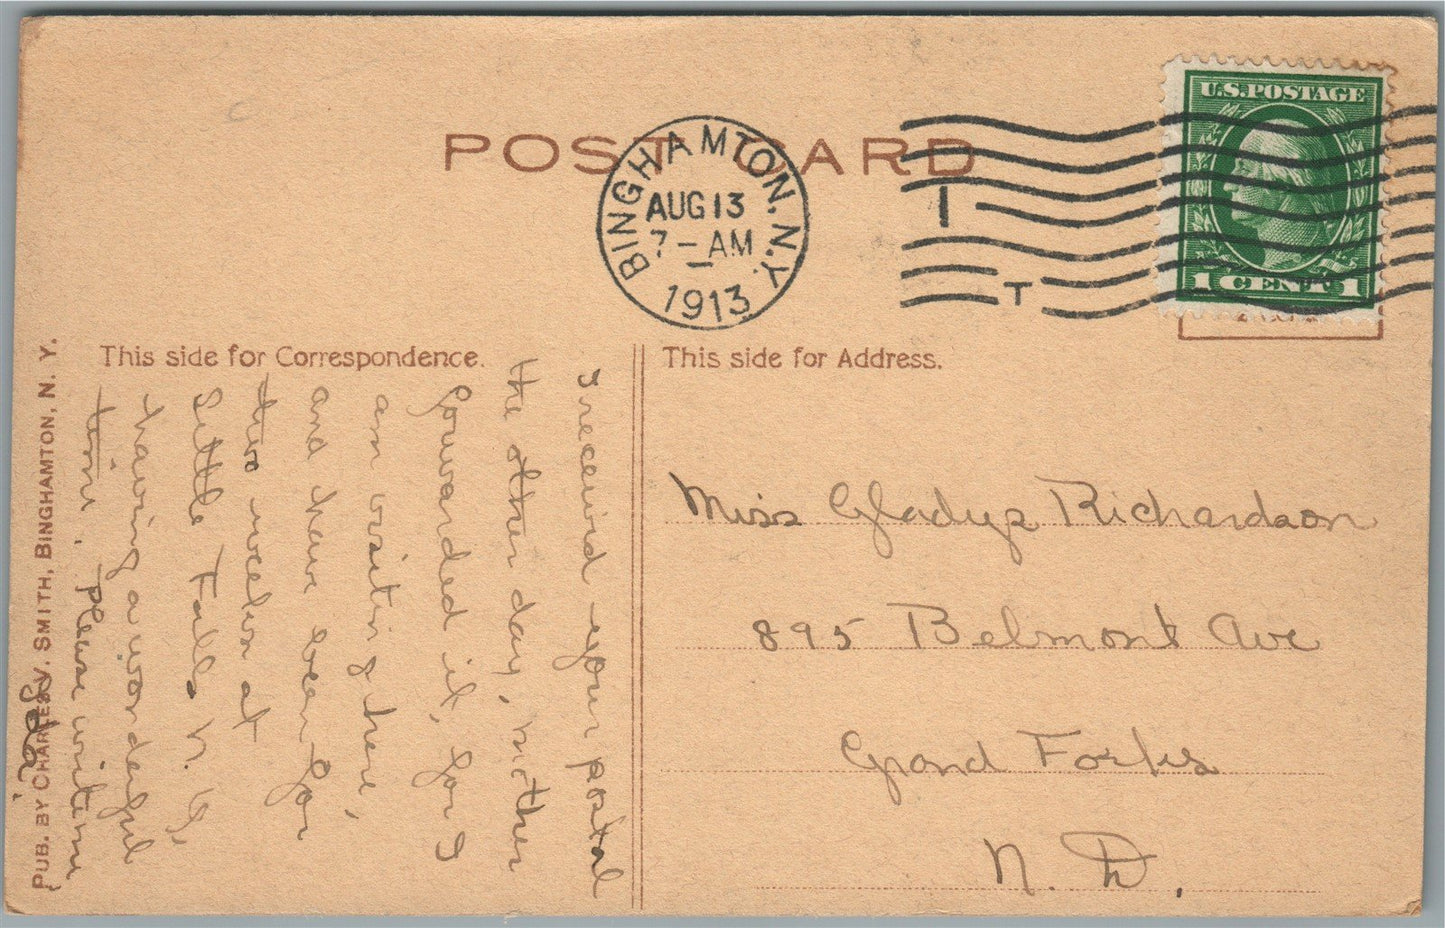 POST CARD
BINGHAMTON. N.Y.
AUG 13
7 - AM
1913
1
T
U.S. POSTAGE
1 CENT 1
This side for Correspondence.
This side for Address.
PUB. BY CHARLES V. SMITH, BINGHAMTON, N. Y.
I received your postal
the other day, mother
forwarded it, for I
am visiting here,
and have been for
two weeks at
Little Falls N. Y,
having a wonderful
time. Please write me,
Miss Gladys Richardson
895 Belmont Ave
Grand Forks
N. D.